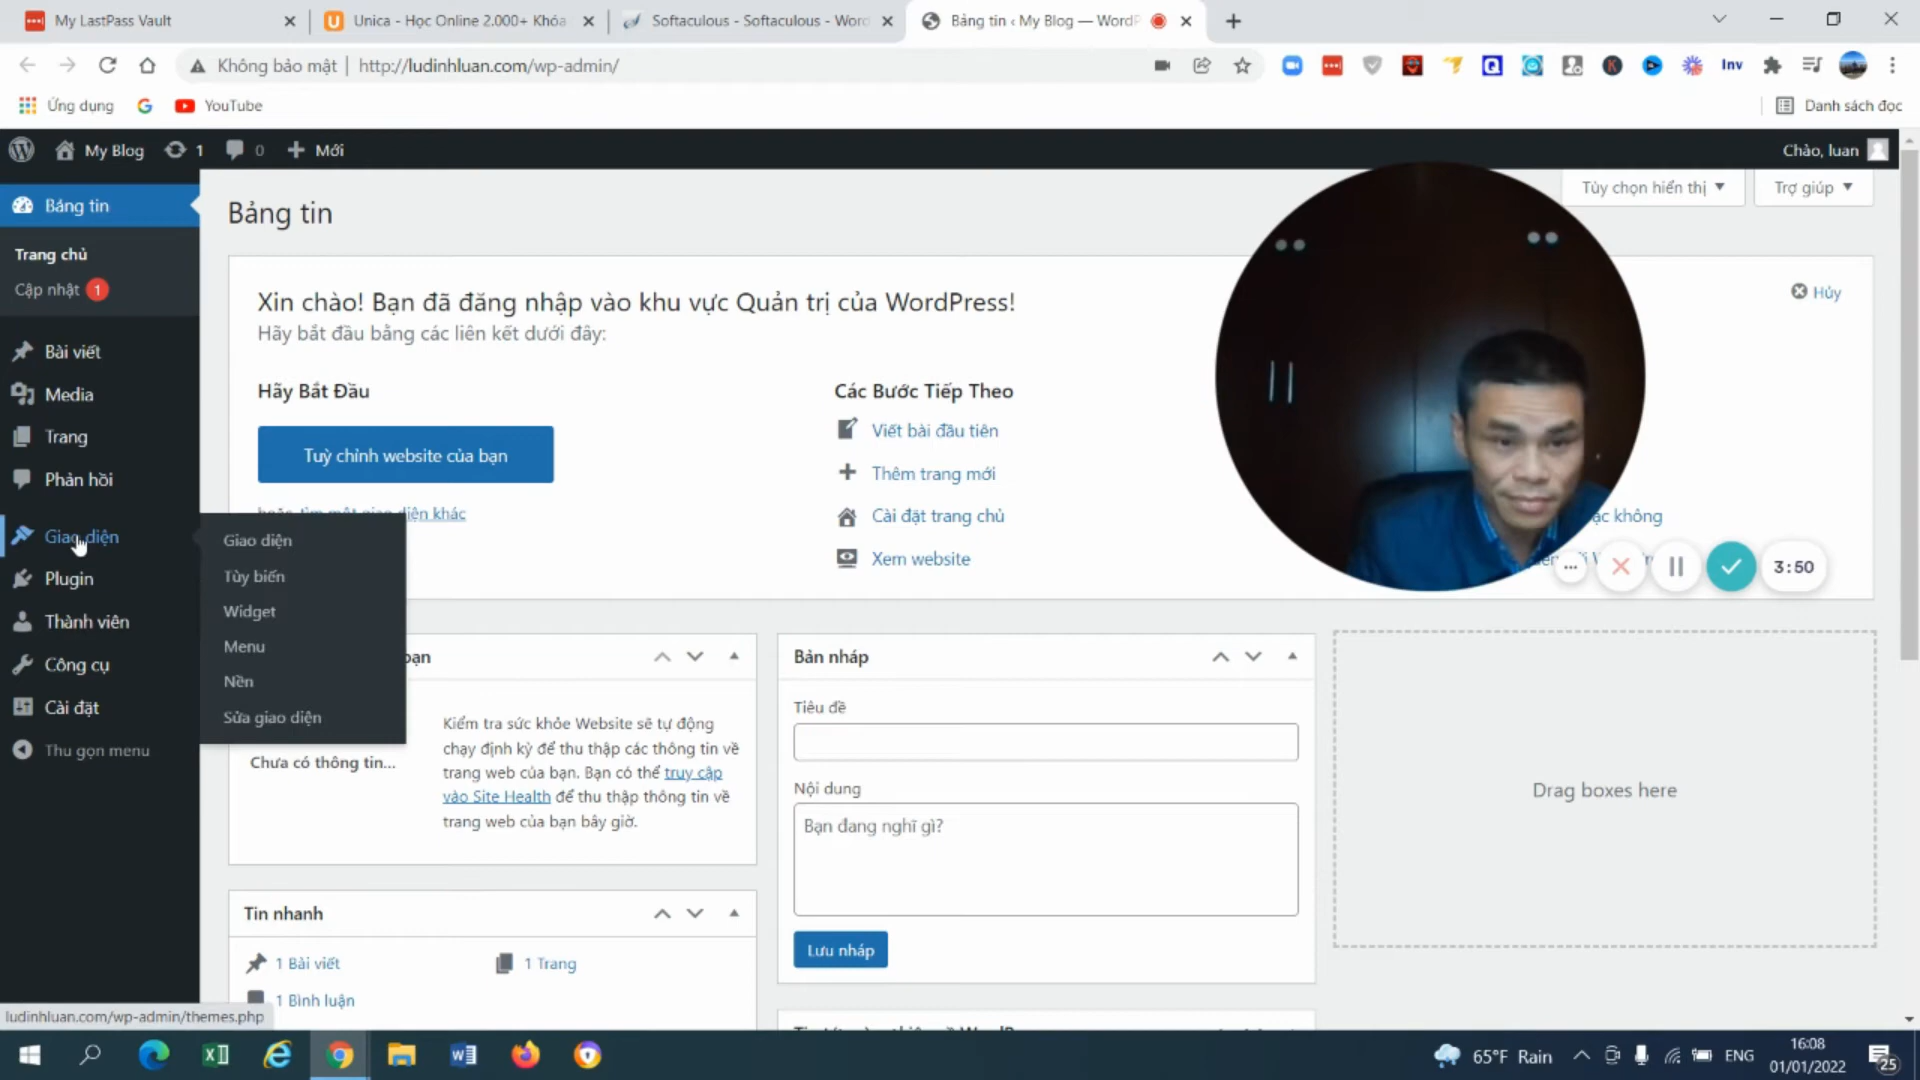 My LastPass Vault
Unica - Học Online 2.000+ Khóa
Softaculous - Softaculous - Word
Bảng tin ‹ My Blog — WordP
Không bảo mật
http://ludinhluan.com/wp-admin/
Inv
Ứng dụng
YouTube
Danh sách đọc
My Blog
1
0
Mới
Chào, luan
Bảng tin
Trang chủ
Cập nhật 1
Bài viết
Media
Trang
Phản hồi
Giao diện
Plugin
Thành viên
Công cụ
Cài đặt
Thu gọn menu
Giao diện
Tùy biến
Widget
Menu
Nền
Sửa giao diện
Bảng tin
Tùy chọn hiển thị
Trợ giúp
Xin chào! Bạn đã đăng nhập vào khu vực Quản trị của WordPress!
Hãy bắt đầu bằng các liên kết dưới đây:
Hủy
Hãy Bắt Đầu
Tuỳ chỉnh website của bạn
hoặc tìm một giao diện khác
Các Bước Tiếp Theo
Viết bài đầu tiên
Thêm trang mới
Cài đặt trang chủ
Xem website
không
3:50
bạn
Chưa có thông tin...
Kiểm tra sức khỏe Website sẽ tự động
chạy định kỳ để thu thập các thông tin về
trang web của bạn. Bạn có thể truy cập
vào Site Health để thu thập thông tin về
trang web của bạn bây giờ.
Bản nháp
Tiêu đề
Nội dung
Bạn đang nghĩ gì?
Lưu nháp
Drag boxes here
Tin nhanh
1 Bài viết
1 Trang
1 Bình luận
ludinhluan.com/wp-admin/themes.php
65°F Rain
ENG
16:08
01/01/2022
25